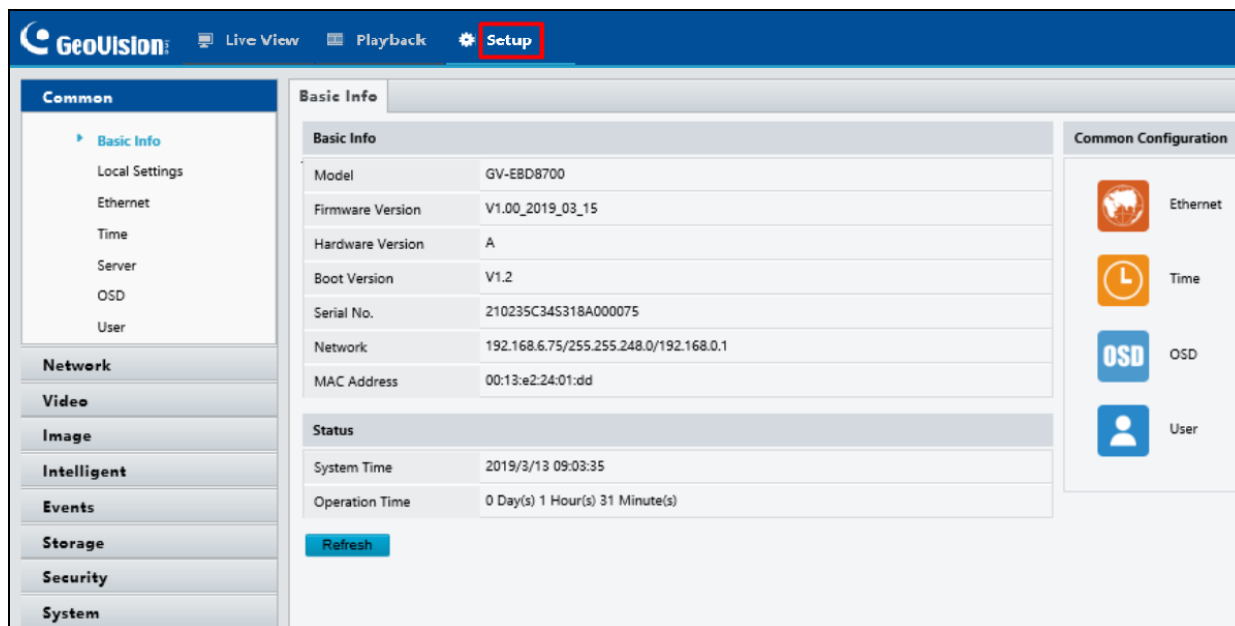 GeoVision Live View Playback Setup
Common
Basic Info
Local Settings
Ethernet
Time
Server
OSD
User
Network
Video
Image
Intelligent
Events
Storage
Security
System
Basic Info
Basic Info
Model GV-EBD8700
Firmware Version V1.00_2019_03_15
Hardware Version A
Boot Version V1.2
Serial No. 210235C34S318A000075
Network 192.168.6.75/255.255.248.0/192.168.0.1
MAC Address 00:13:e2:24:01:dd
Status
System Time 2019/3/13 09:03:35
Operation Time 0 Day(s) 1 Hour(s) 31 Minute(s)
Refresh
Common Configuration
Ethernet
Time
OSD OSD
User